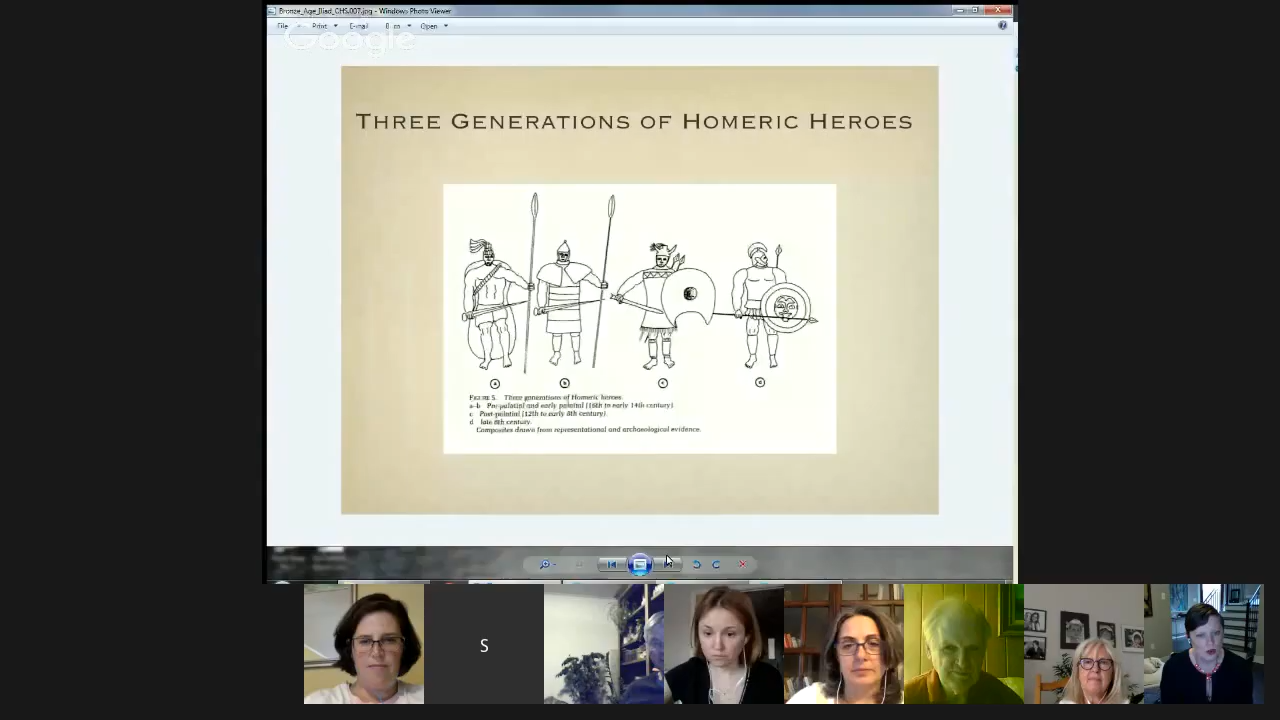 Bronze_Age_Iliad_CHS.007.jpg - Windows Photo Viewer
File Print E-mail Burn Open
Google
THREE GENERATIONS OF HOMERIC HEROES
a b c d
FIGURE 5. Three generations of Homeric heroes.
a-b Pre-palatial and early palatial (16th to early 14th century).
c Post-palatial (12th to early 8th century).
d late 8th century.
Composites drawn from representational and archaeological evidence.
S